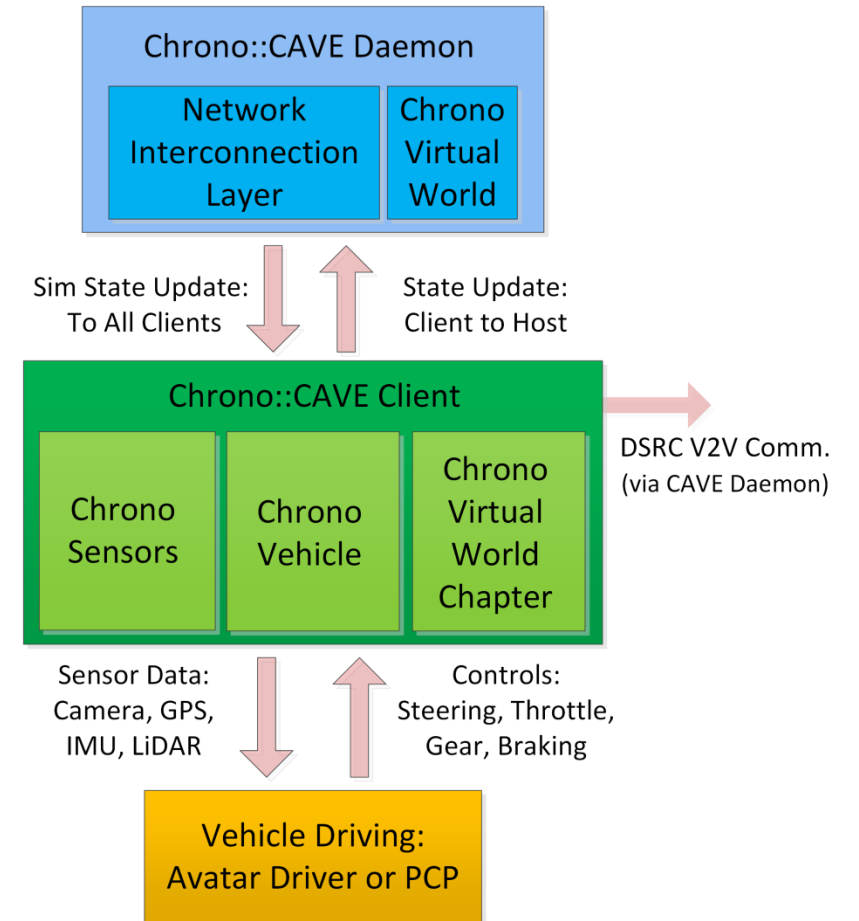 Chrono::CAVE Daemon
Network
Interconnection
Layer
Chrono
Virtual
World
Sim State Update:
To All Clients
State Update:
Client to Host
Chrono::CAVE Client
DSRC V2V Comm.
(via CAVE Daemon)
Chrono
Sensors
Chrono
Vehicle
Chrono
Virtual
World
Chapter
Sensor Data:
Camera, GPS,
IMU, LiDAR
Controls:
Steering, Throttle,
Gear, Braking
Vehicle Driving:
Avatar Driver or PCP